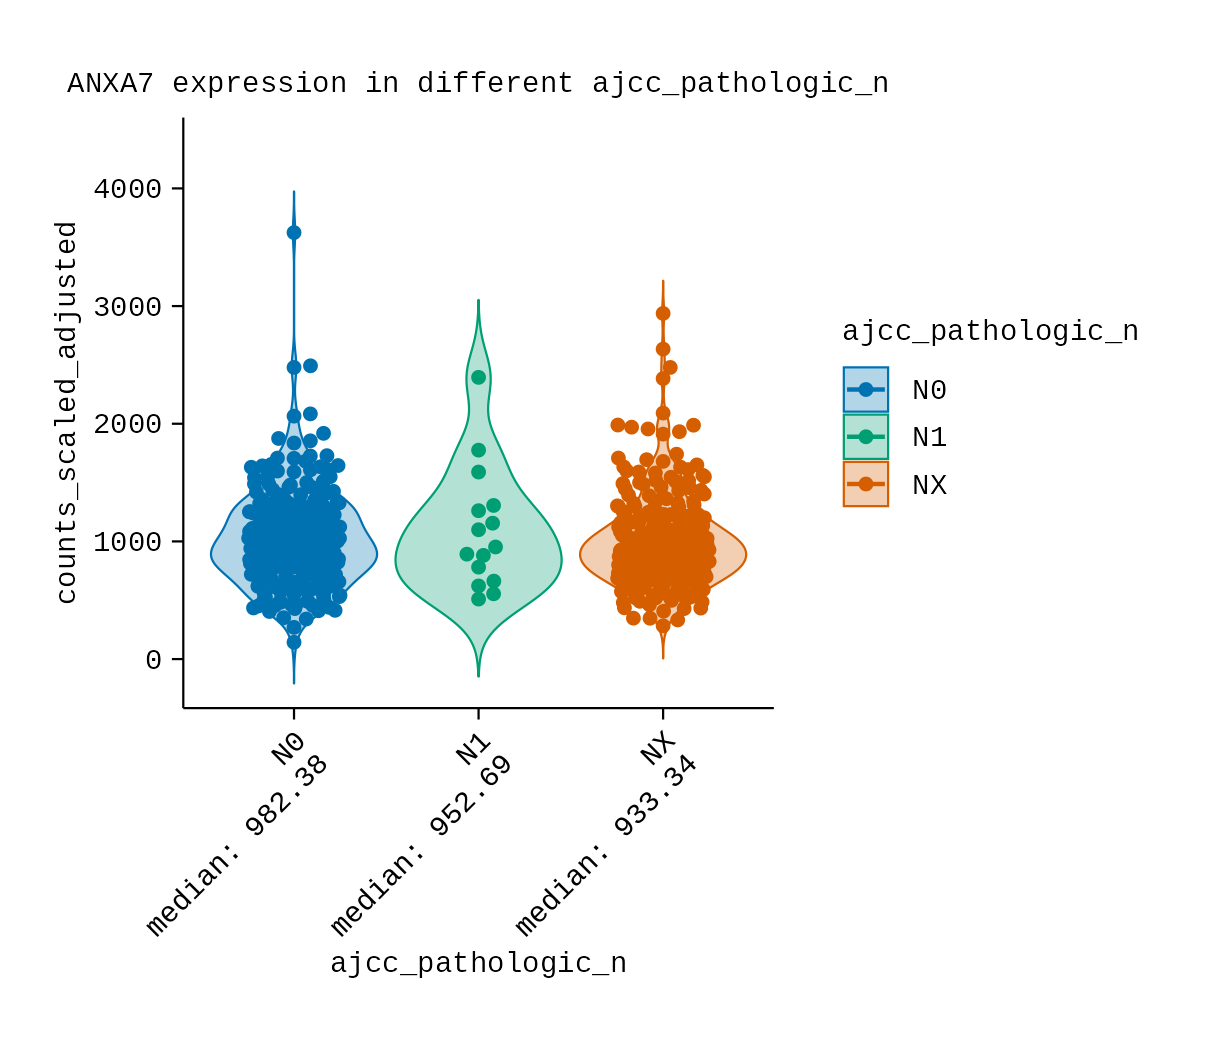 ANXA7 expression in different ajcc_pathologic_n
counts_scaled_adjusted
4000
3000
2000
1000
0
N0
median: 982.38
N1
median: 952.69
NX
median: 933.34
ajcc_pathologic_n
ajcc_pathologic_n
N0
N1
NX